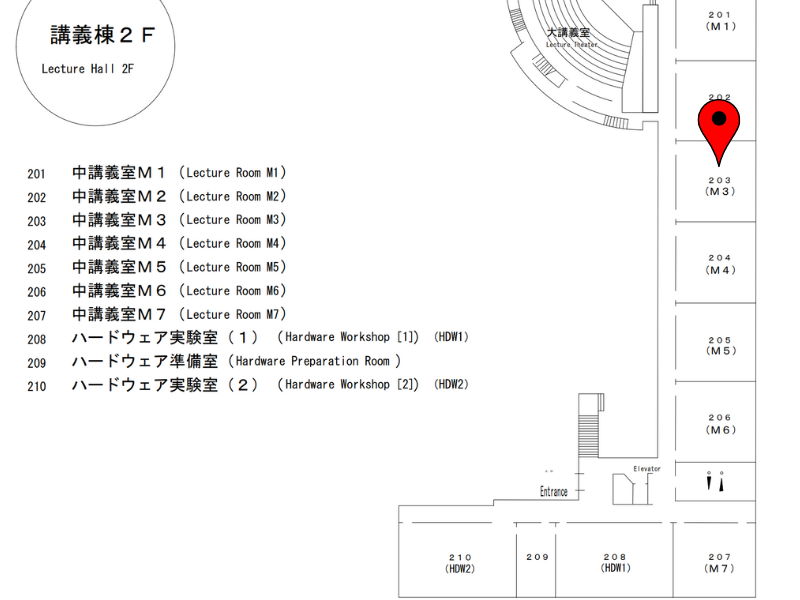 講義棟２Ｆ
Lecture Hall 2F
大講義室
Lecture Theater
201
(M1)
202
203
(M3)
204
(M4)
205
(M5)
206
(M6)
201 中講義室Ｍ１（Lecture Room M1）
202 中講義室Ｍ２（Lecture Room M2）
203 中講義室Ｍ３（Lecture Room M3）
204 中講義室Ｍ４（Lecture Room M4）
205 中講義室Ｍ５（Lecture Room M5）
206 中講義室Ｍ６（Lecture Room M6）
207 中講義室Ｍ７（Lecture Room M7）
208 ハードウェア実験室（１）（Hardware Workshop [1]）（HDW1）
209 ハードウェア準備室（Hardware Preparation Room ）
210 ハードウェア実験室（２）（Hardware Workshop [2]）（HDW2）
Elevator
Entrance
210
(HDW2)
209
208
(HDW1)
207
(M7)